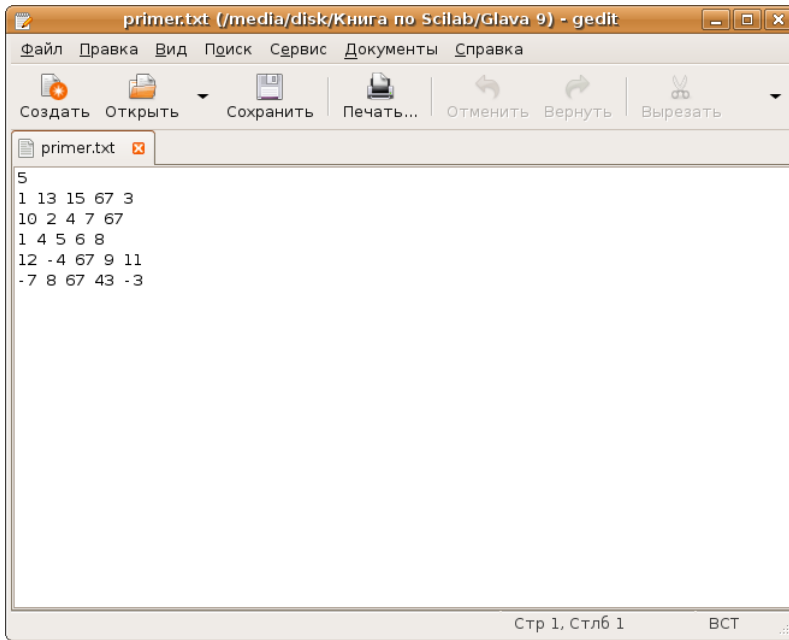 primer.txt (/media/disk/Книга по Scilab/Glava 9) - gedit
Файл Правка Вид Поиск Сервис Документы Справка
Создать Открыть Сохранить Печать... Отменить Вернуть Вырезать
primer.txt
5
1 13 15 67 3
10 2 4 7 67
1 4 5 6 8
12 -4 67 9 11
-7 8 67 43 -3
Стр 1, Стлб 1 ВСТ